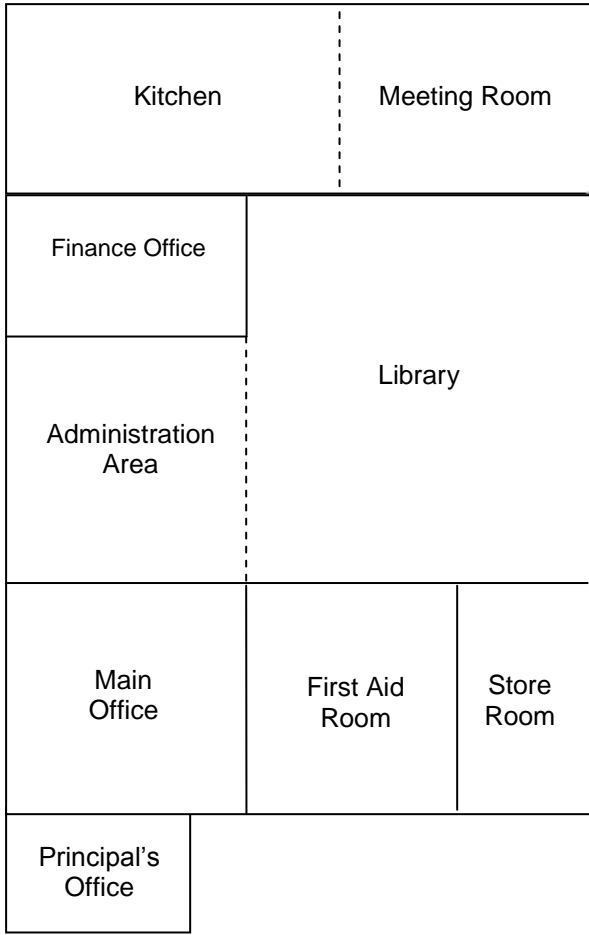 Kitchen
Meeting Room
Finance Office
Library
Administration
Area
Main
Office
First Aid
Room
Store
Room
Principal's
Office